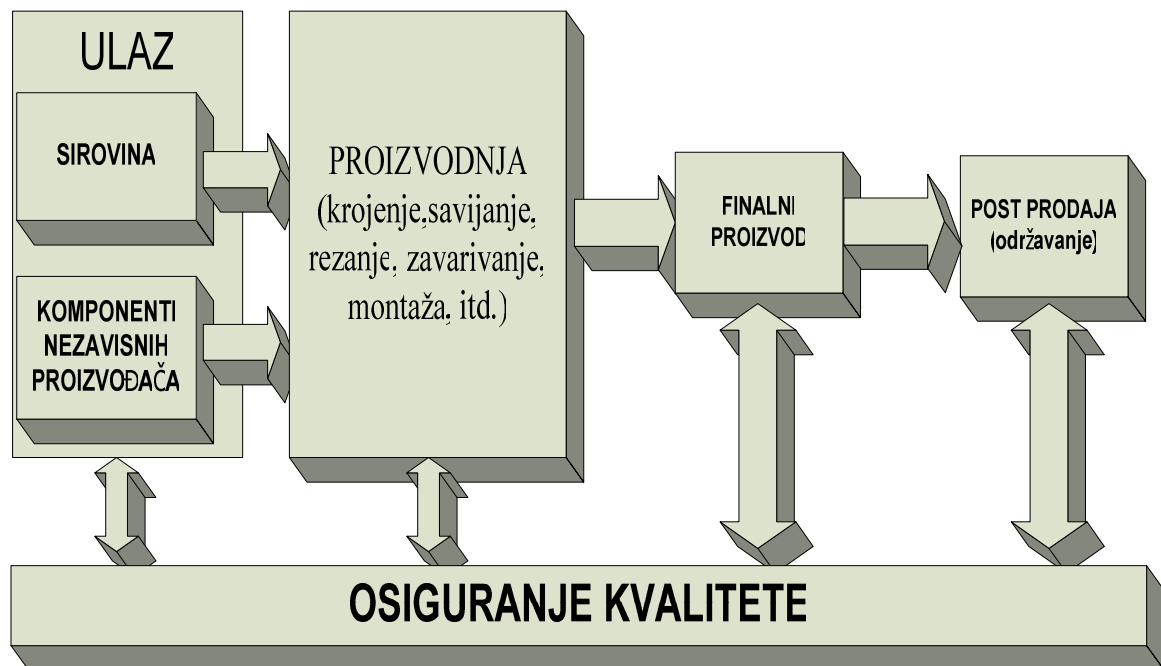 ULAZ
SIROVINA
KOMPONENTI
NEZAVISNIH
PROIZVOĐAČA
PROIZVODNJA
(krojenje,savijanje,
rezanje, zavarivanje,
montaža, itd.)
FINALNI
PROIZVOD
POST PRODAJA
(održavanje)
OSIGURANJE KVALITETE